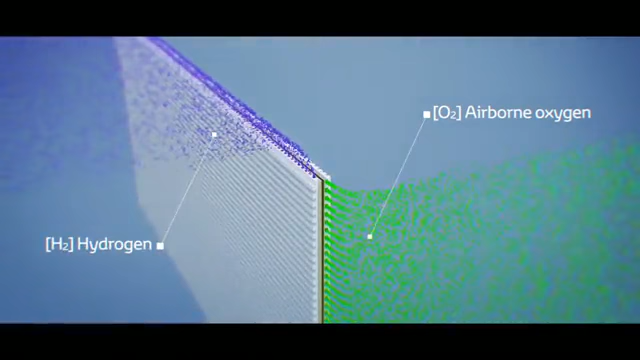 [O₂] Airborne oxygen
[H₂] Hydrogen